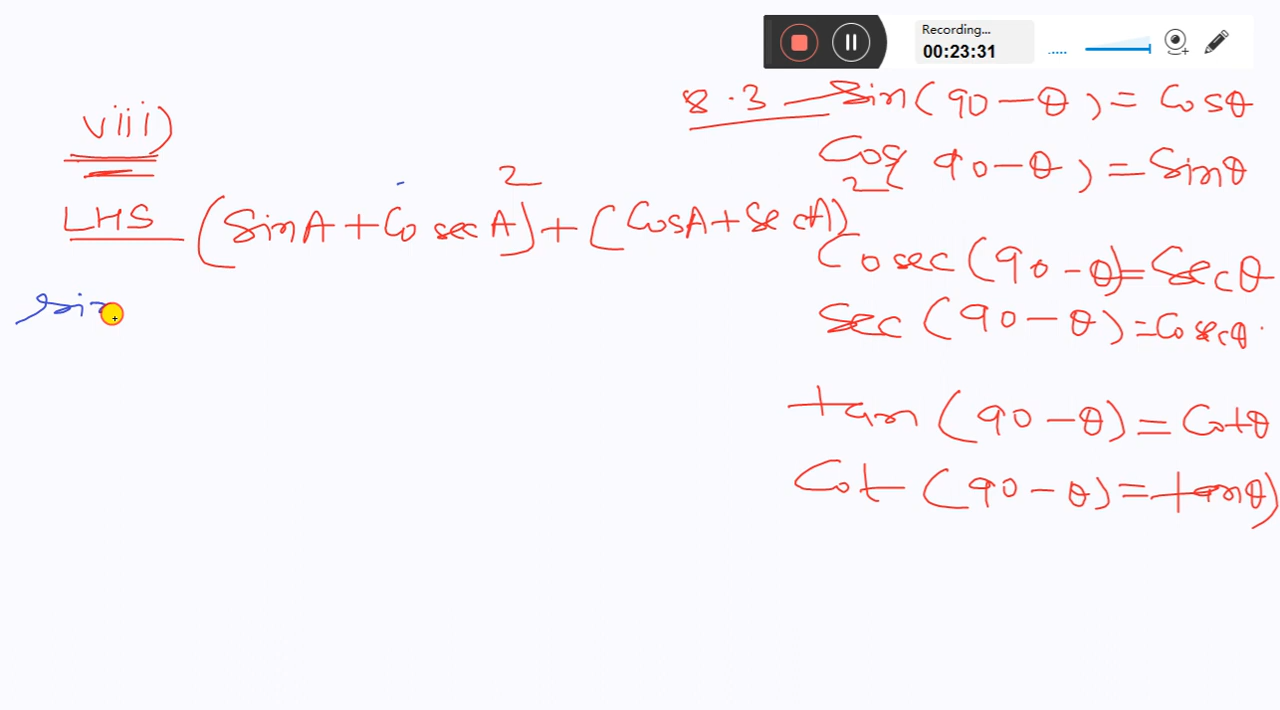 Recording...
00:23:31
8.3 — sin(90-θ) = Cosθ
Cos(90-θ) = Sinθ
Cosec(90-θ) = Secθ
sec(90-θ) = Cosecθ.
tan(90-θ) = Cotθ
Cot(90-θ) = tanθ)
viii)
LHS (SinA + CosecA)² + (CosA + SecA)²
sin